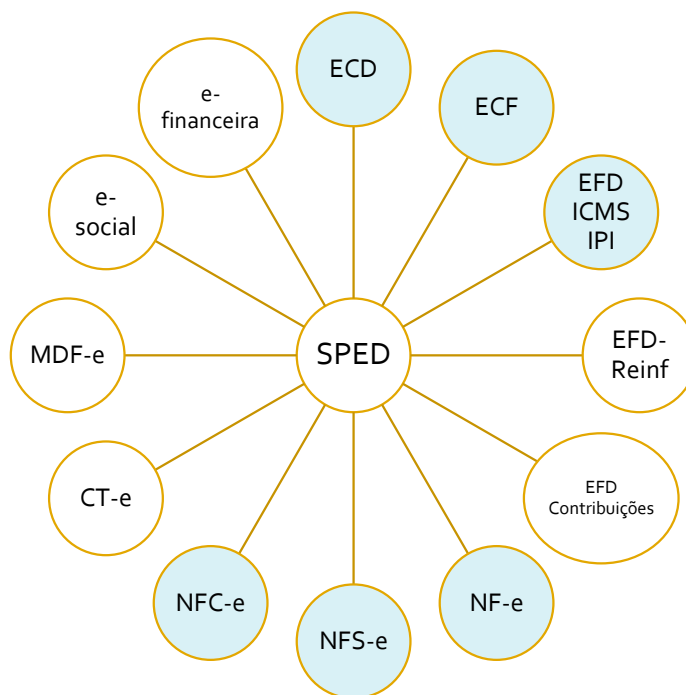 ECD
ECF
EFD
ICMS
IPI
EFD-
Reinf
EFD
Contribuições
NF-e
NFS-e
NFC-e
CT-e
MDF-e
e-
social
e-
financeira
SPED